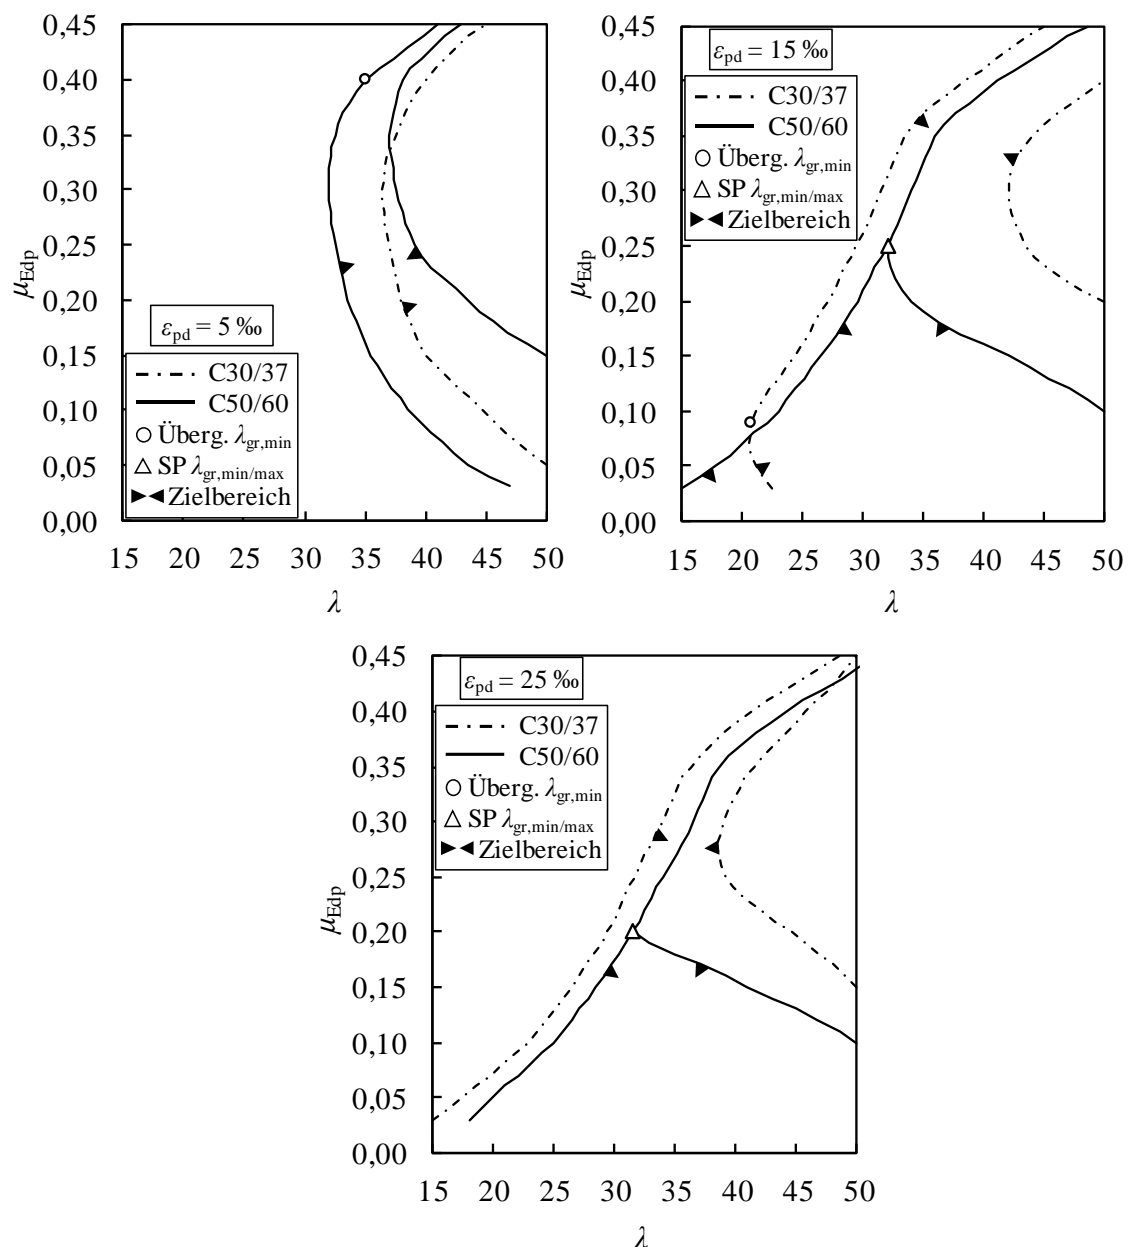 0,45
0,40
0,35
0,30
0,25
0,20
0,15
0,10
0,05
0,00
μEdp
εpd = 5 ‰
C30/37
C50/60
Überg. λgr,min
SP λgr,min/max
Zielbereich
15 20 25 30 35 40 45 50
λ
0,45
0,40
0,35
0,30
0,25
0,20
0,15
0,10
0,05
0,00
μEdp
εpd = 15 ‰
C30/37
C50/60
Überg. λgr,min
SP λgr,min/max
Zielbereich
15 20 25 30 35 40 45 50
λ
0,45
0,40
0,35
0,30
0,25
0,20
0,15
0,10
0,05
0,00
μEdp
εpd = 25 ‰
C30/37
C50/60
Überg. λgr,min
SP λgr,min/max
Zielbereich
15 20 25 30 35 40 45 50
λ